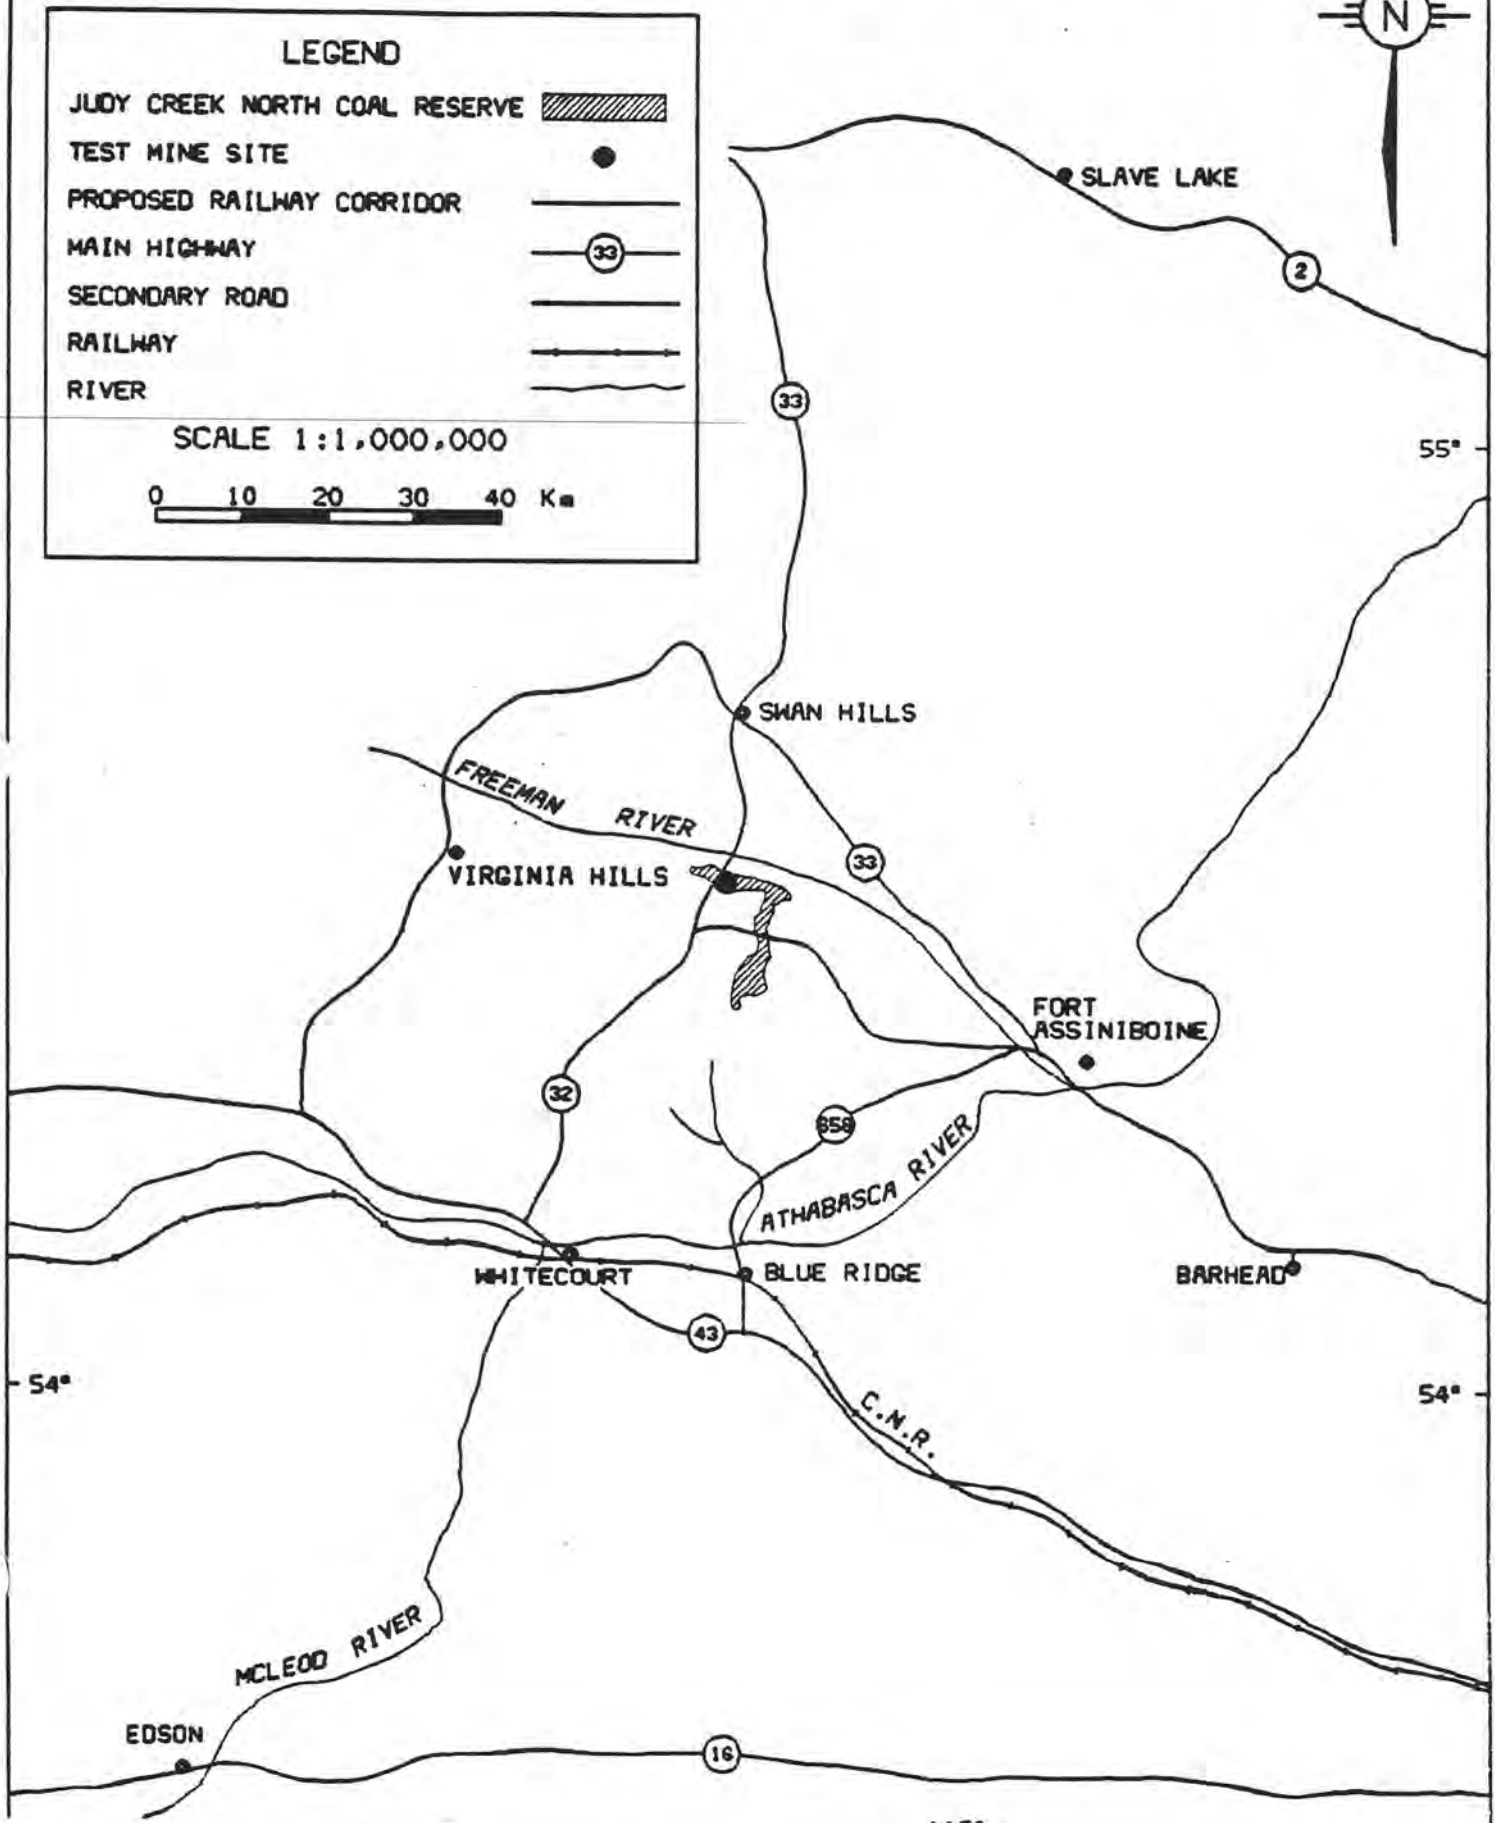 N
LEGEND
JUDY CREEK NORTH COAL RESERVE
TEST MINE SITE
PROPOSED RAILWAY CORRIDOR
MAIN HIGHWAY 33
SECONDARY ROAD
RAILWAY
RIVER
SCALE 1:1,000,000
0 10 20 30 40 Km
SLAVE LAKE
2
33
55°
SWAN HILLS
FREEMAN RIVER
33
VIRGINIA HILLS
FORT
ASSINIBOINE
32
658
ATHABASCA RIVER
WHITECOURT
BLUE RIDGE
BARHEAD
43
54°
54°
C.N.R.
MCLEOD RIVER
EDSON
16